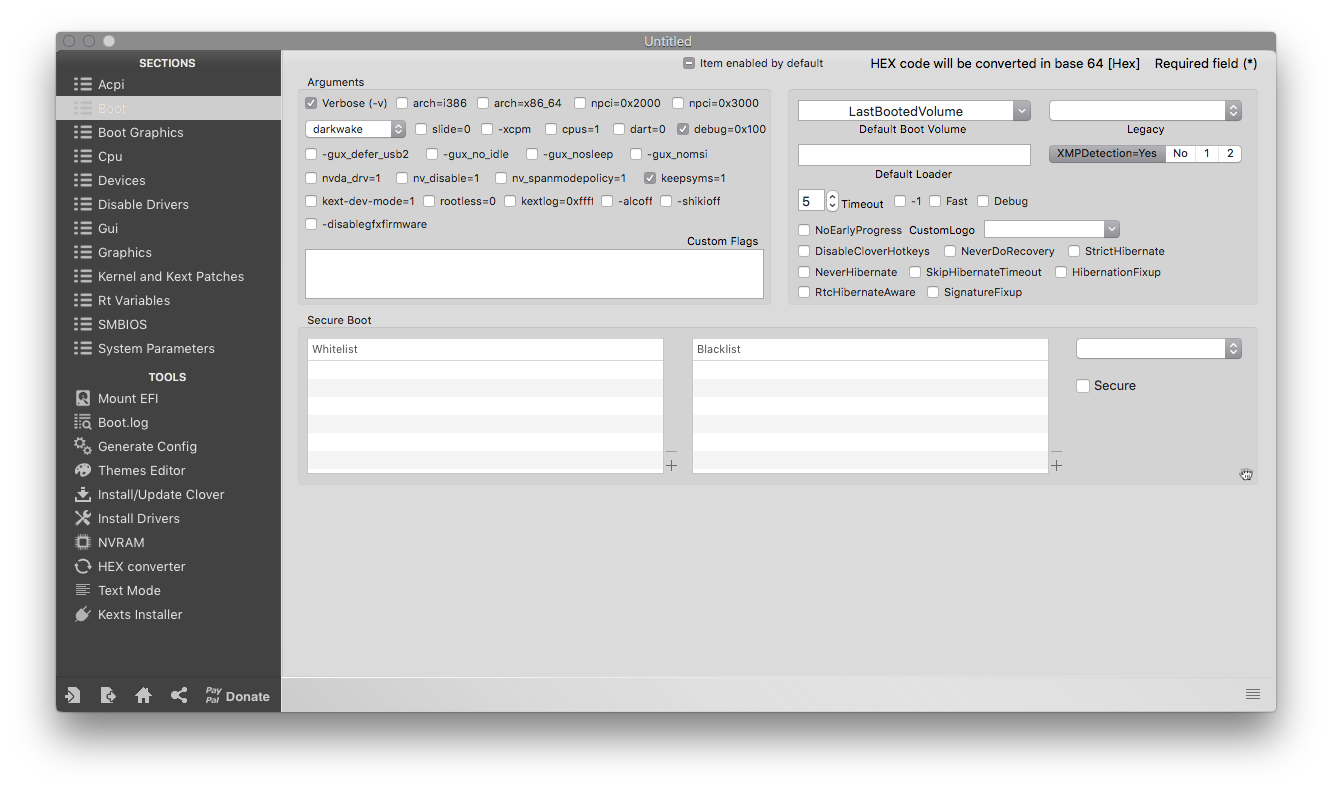 Untitled
SECTIONS
Acpi
Boot
Boot Graphics
Cpu
Devices
Disable Drivers
Gui
Graphics
Kernel and Kext Patches
Rt Variables
SMBIOS
System Parameters
TOOLS
Mount EFI
Boot.log
Generate Config
Themes Editor
Install/Update Clover
Install Drivers
NVRAM
HEX converter
Text Mode
Kexts Installer
Pay Pal Donate
Item enabled by default HEX code will be converted in base 64 [Hex] Required field (*)
Arguments
Verbose (-v) arch=i386 arch=x86_64 npci=0x2000 npci=0x3000
darkwake slide=0 -xcpm cpus=1 dart=0 debug=0x100
-gux_defer_usb2 -gux_no_idle -gux_nosleep -gux_nomsi
nvda_drv=1 nv_disable=1 nv_spanmodepolicy=1 keepsyms=1
kext-dev-mode=1 rootless=0 kextlog=0xffff -alcoff -shikioff
-disablegfxfirmware
Custom Flags
LastBootedVolume
Default Boot Volume Legacy
XMPDetection=Yes No 1 2
Default Loader
5 Timeout -1 Fast Debug
NoEarlyProgress CustomLogo
DisableCloverHotkeys NeverDoRecovery StrictHibernate
NeverHibernate SkipHibernateTimeout HibernationFixup
RtcHibernateAware SignatureFixup
Secure Boot
Whitelist Blacklist
Secure